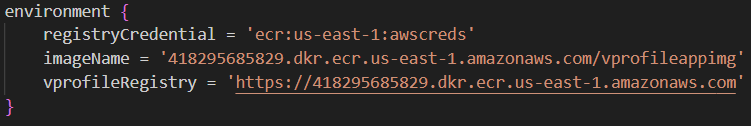 environment {
registryCredential = 'ecr:us-east-1:awscreds'
imageName = '418295685829.dkr.ecr.us-east-1.amazonaws.com/vprofileappimg'
vprofileRegistry = 'https://418295685829.dkr.ecr.us-east-1.amazonaws.com'
}